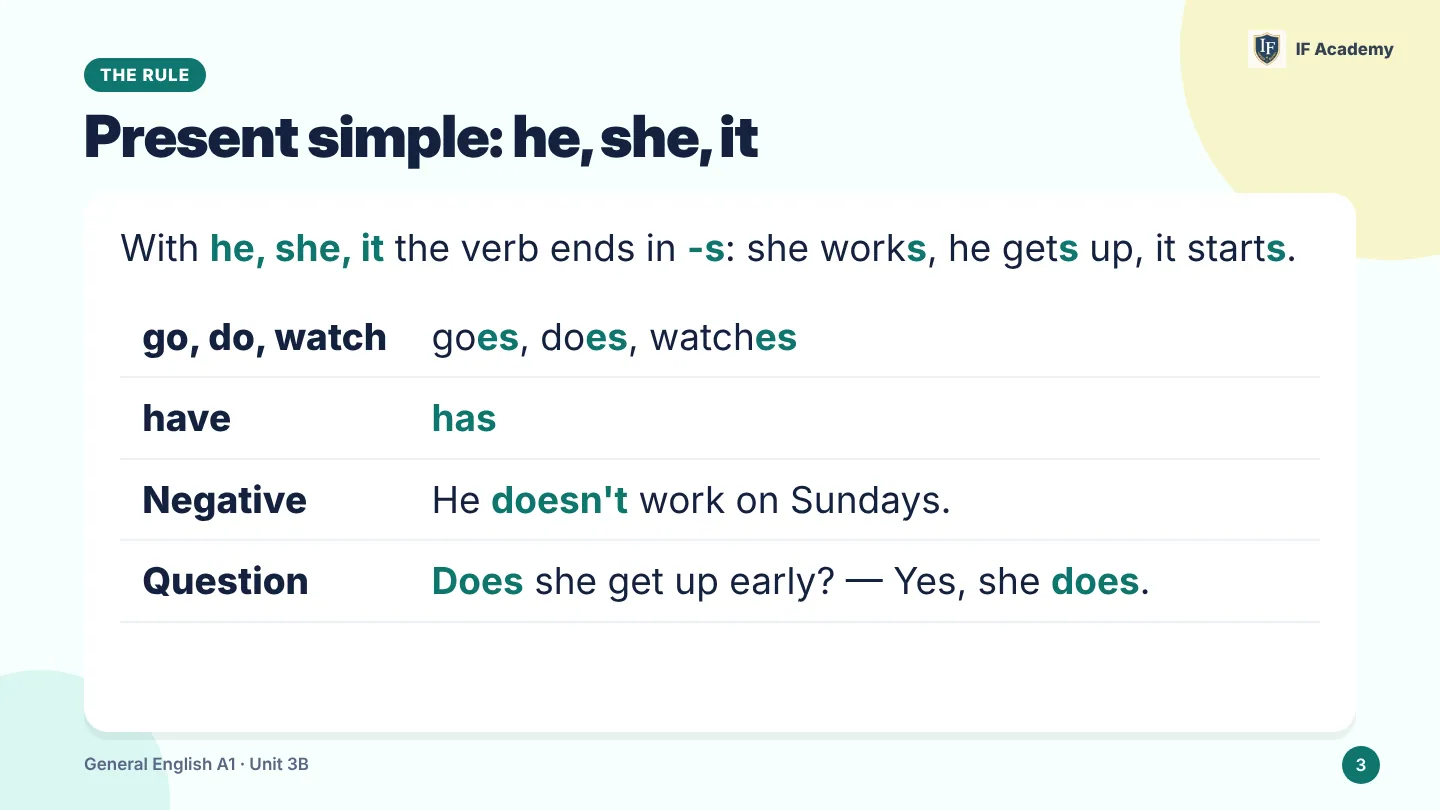 IF Academy
THE RULE
Present simple: he, she, it
With he, she, it the verb ends in -s: she works, he gets up, it starts.
go, do, watch goes, does, watches
have has
Negative He doesn't work on Sundays.
Question Does she get up early? — Yes, she does.
General English A1 · Unit 3B
3